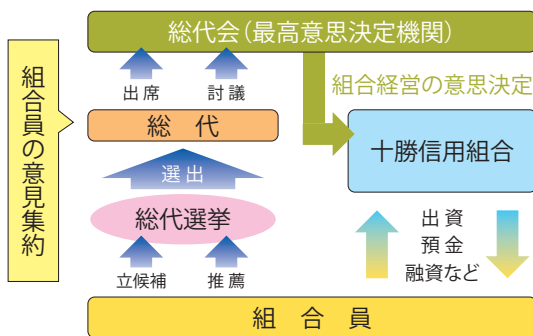 総代会(最高意思決定機関)
組合員の意見集約
出席 討議
組合経営の意思決定
総代
十勝信用組合
選出
総代選挙
出資
預金
融資など
立候補 推薦
組合員